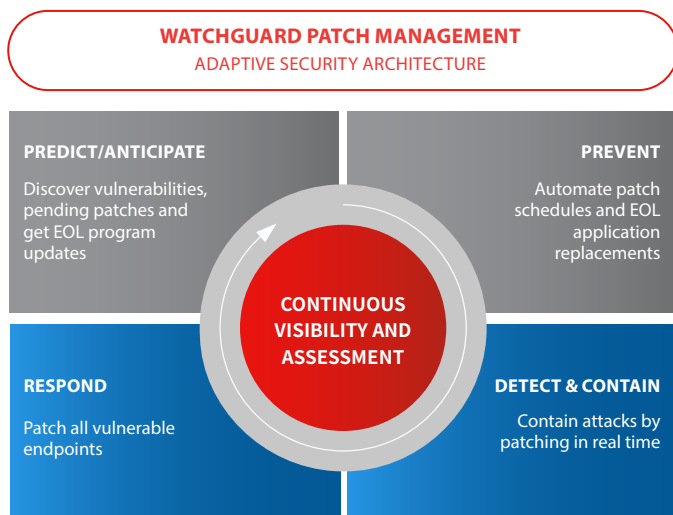 WATCHGUARD PATCH MANAGEMENT
ADAPTIVE SECURITY ARCHITECTURE
PREDICT/ANTICIPATE
Discover vulnerabilities,
pending patches and
get EOL program
updates
PREVENT
Automate patch
schedules and EOL
application
replacements
CONTINUOUS
VISIBILITY AND
ASSESSMENT
RESPOND
Patch all vulnerable
endpoints
DETECT & CONTAIN
Contain attacks by
patching in real time